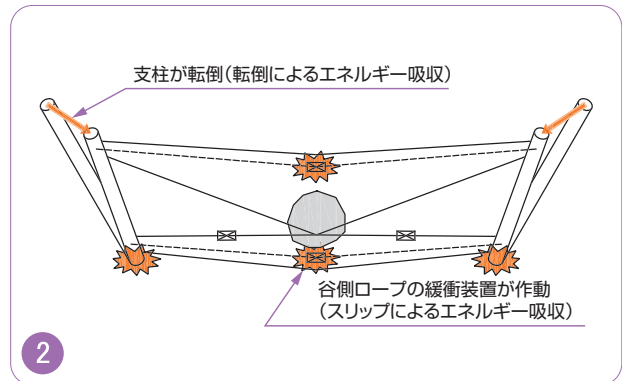 支柱が転倒(転倒によるエネルギー吸収)
谷側ロープの緩衝装置が作動
(スリップによるエネルギー吸収)
2